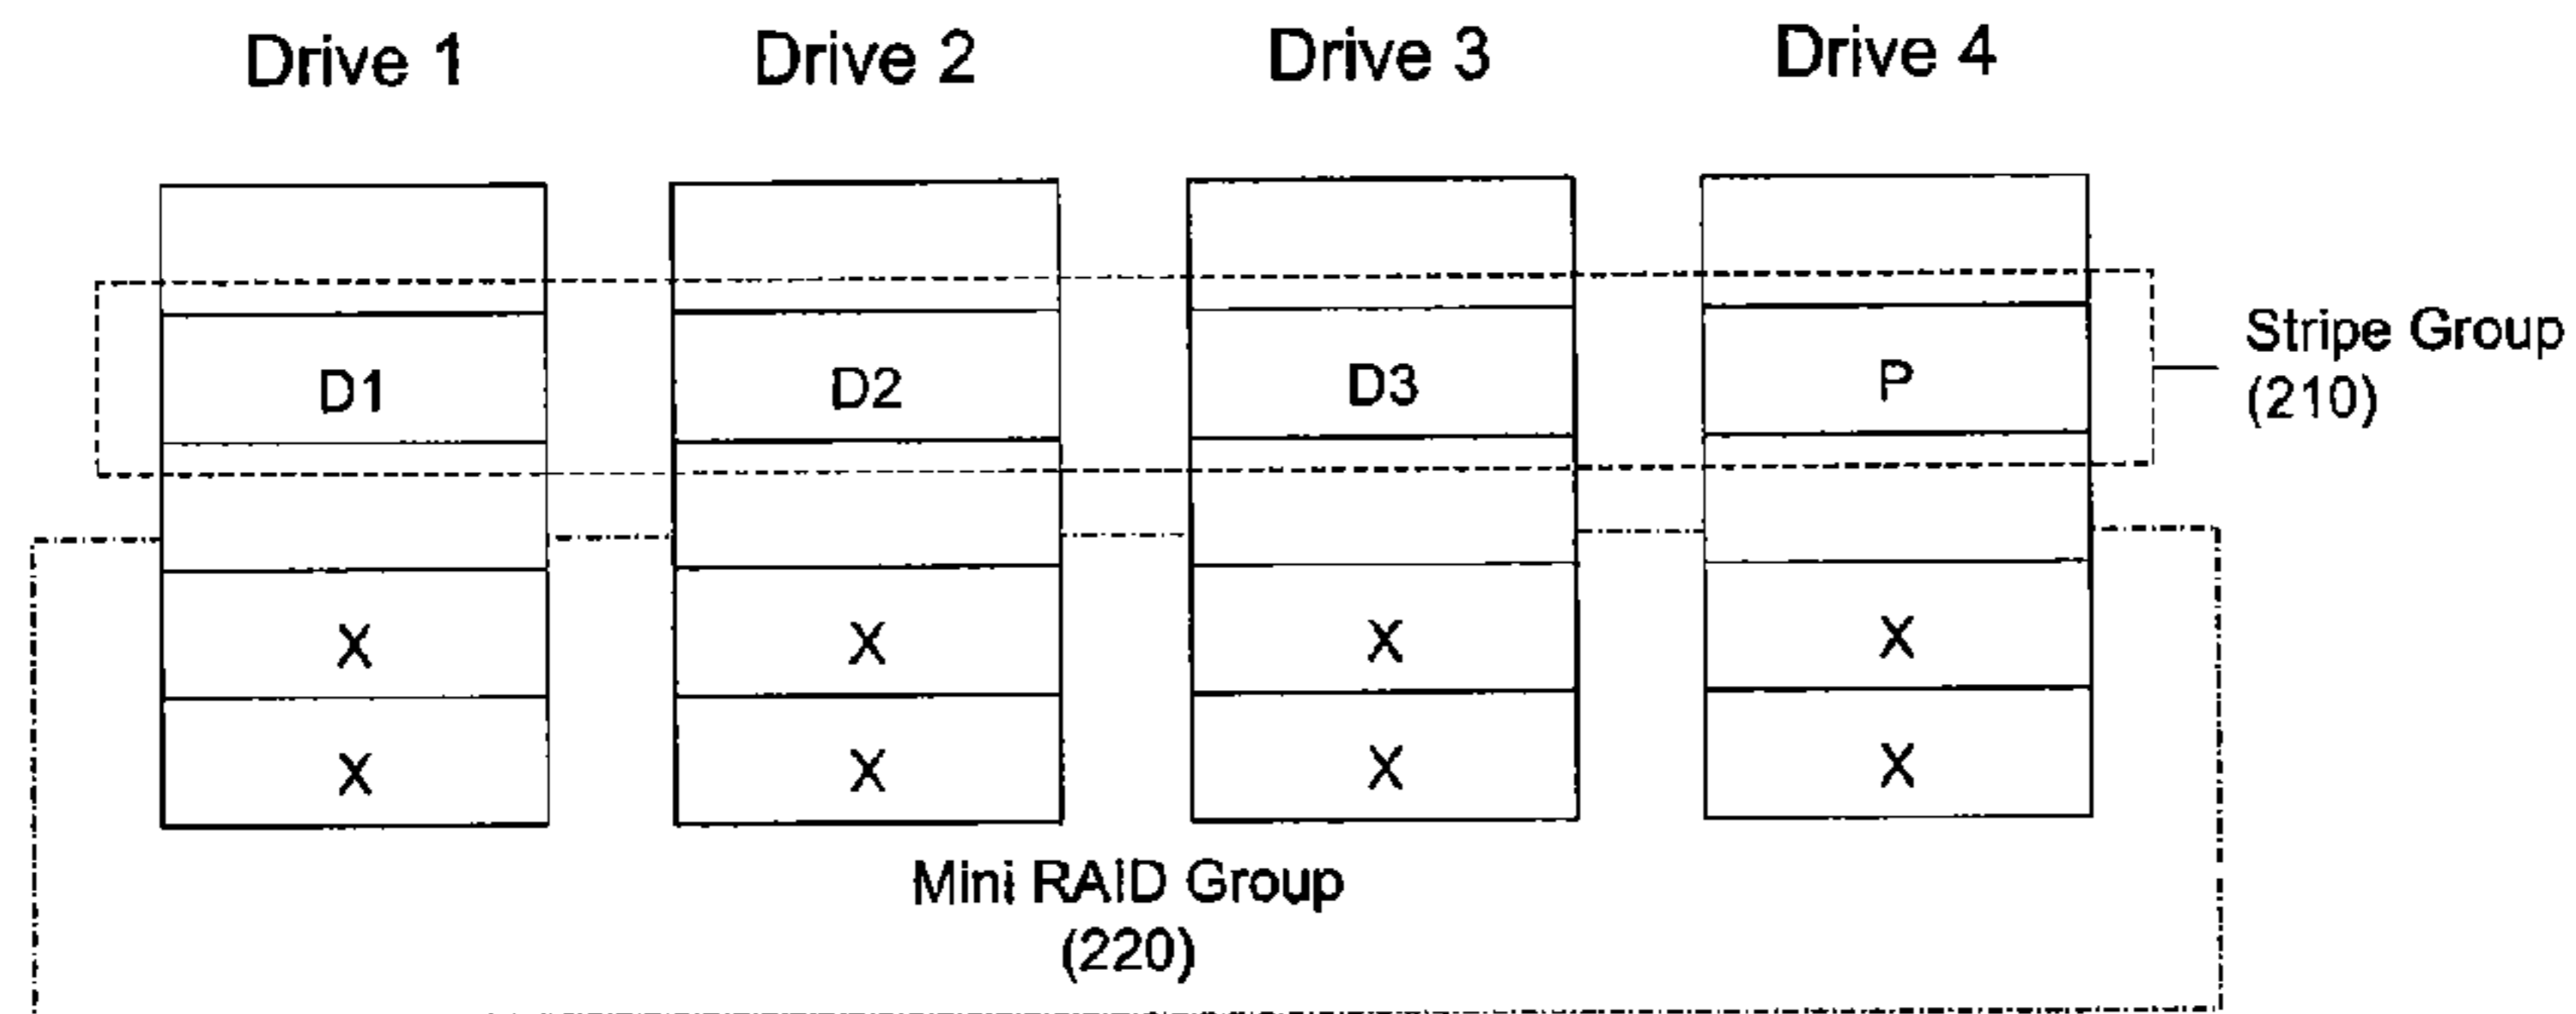 Drive 1 Drive 2 Drive 3 Drive 4
D1 D2 D3 P
Stripe Group
(210)
X X X X
X X X X
Mini RAID Group
(220)